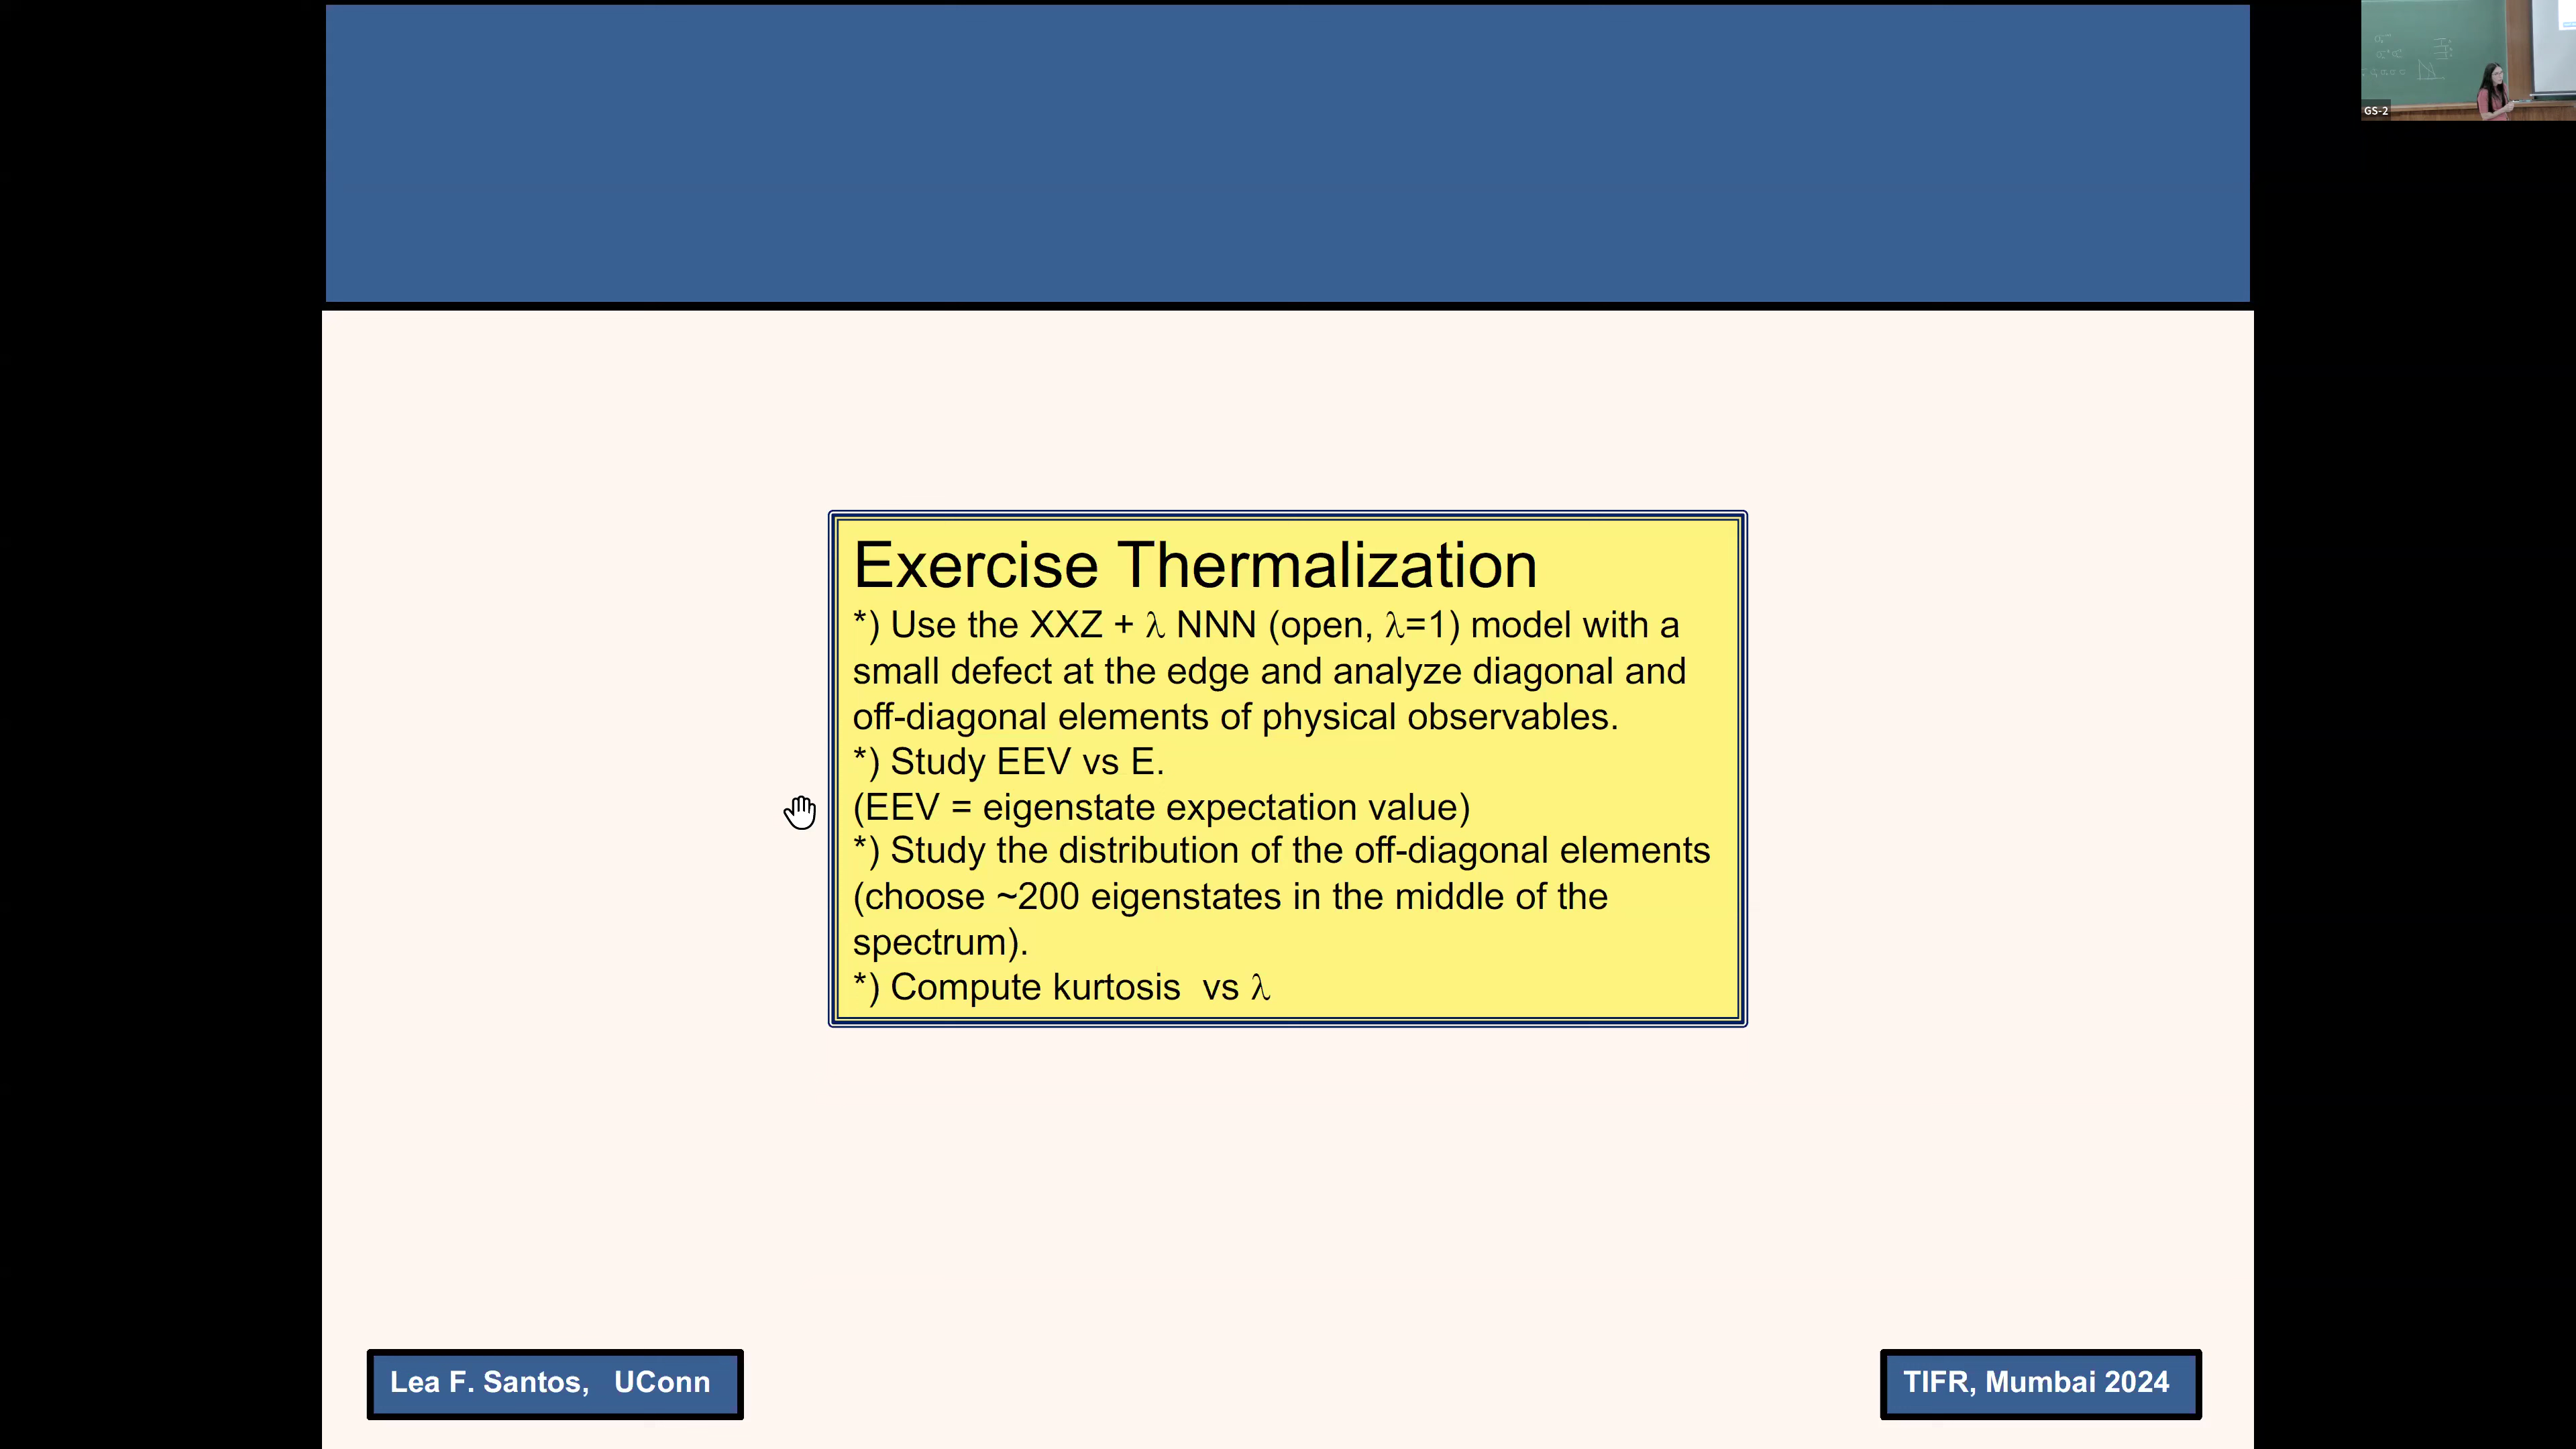 GS-2
Exercise Thermalization
*) Use the XXZ + λ NNN (open, λ=1) model with a
small defect at the edge and analyze diagonal and
off-diagonal elements of physical observables.
*) Study EEV vs E.
(EEV = eigenstate expectation value)
*) Study the distribution of the off-diagonal elements
(choose ~200 eigenstates in the middle of the
spectrum).
*) Compute kurtosis  vs λ
Lea F. Santos,   UConn
TIFR, Mumbai 2024